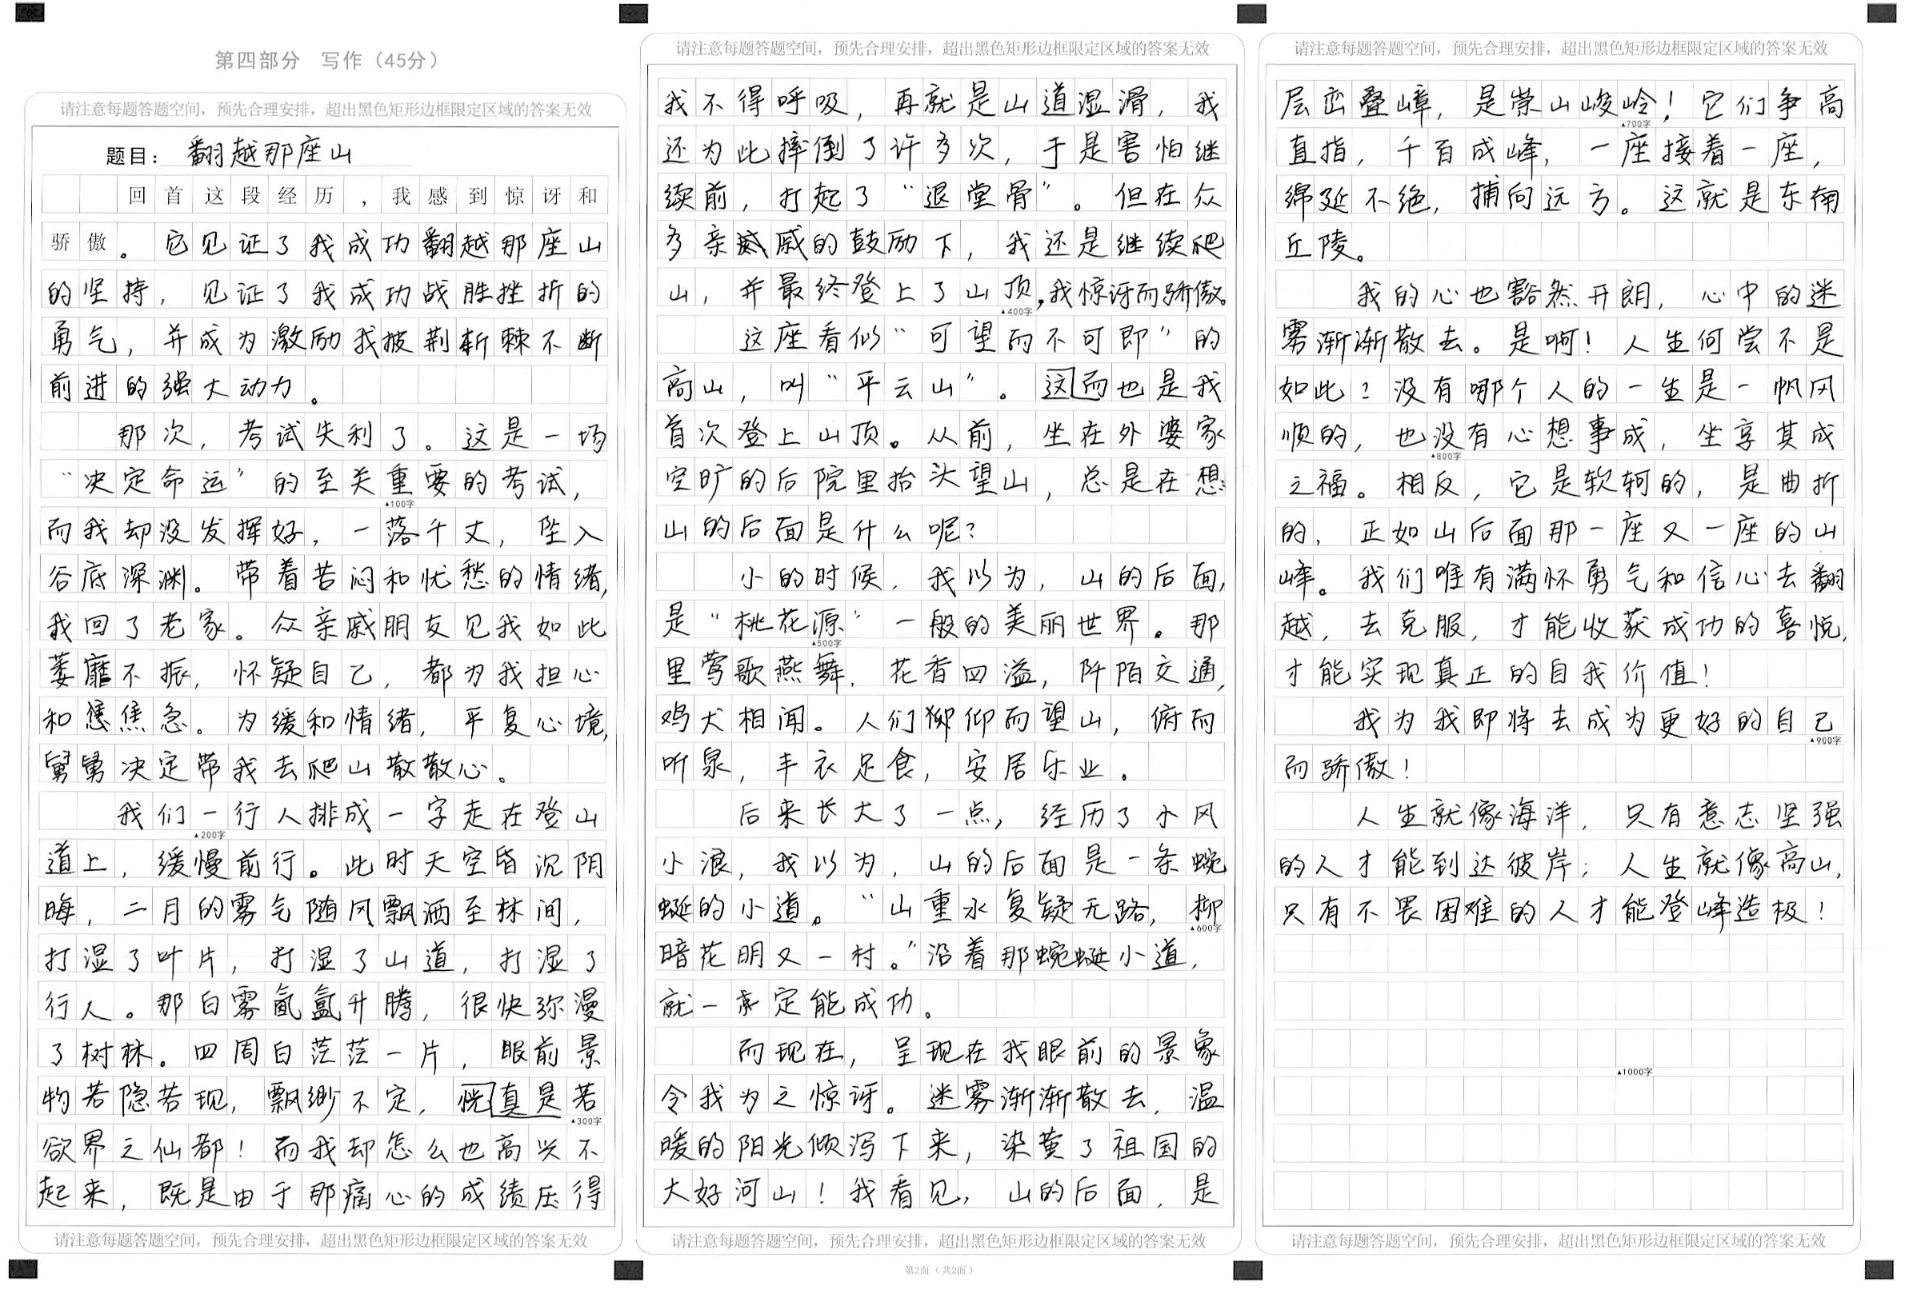 第四部分 写作（45分）
请注意每题答题空间，预先合理安排，超出黑色矩形边框限定区域的答案无效
题目：翻越那座山
回首这段经历，我感到惊讶和
骄傲。它见证了我成功翻越那座山
的坚持，见证了我成功战胜挫折的
勇气，并成为激励我披荆斩棘不断
前进的强大动力。
那次，考试失利了。这是一场
“决定命运”的至关重要的考试，
▲100字
而我却没发挥好，一落千丈，坠入
谷底深渊。带着苦闷和忧愁的情绪，
我回了老家。众亲戚朋友见我如此
萎靡不振，怀疑自己，都为我担心
和焦急。为缓和情绪，平复心境，
舅舅决定带我去爬山散散心。
我们一行人排成一字走在登山
▲200字
道上，缓慢前行。此时天空昏沉阴
晦，二月的雾气随风飘洒至林间，
打湿了叶片，打湿了山道，打湿了
行人。那白雾氤氲升腾，很快弥漫
了树林。四周白茫茫一片，眼前景
物若隐若现，飘渺不定，恍真是若
▲300字
欲界之仙都！而我却怎么也高兴不
起来，既是由于那痛心的成绩压得
请注意每题答题空间，预先合理安排，超出黑色矩形边框限定区域的答案无效
请注意每题答题空间，预先合理安排，超出黑色矩形边框限定区域的答案无效
我不得呼吸，再就是山道湿滑，我
还为此摔倒了许多次，于是害怕继
续前，打起了“退堂骨”。但在众
多亲戚的鼓励下，我还是继续爬
山，并最终登上了山顶，我惊讶而骄傲。
▲400字
这座看似“可望而不可即”的
高山，叫“平云山”。这而也是我
首次登上山顶。从前，坐在外婆家
空旷的后院里抬头望山，总是在想：
山的后面是什么呢？
小的时候，我以为，山的后面，
是“桃花源”一般的美丽世界。那
▲500字
里莺歌燕舞，花香四溢，阡陌交通，
鸡犬相闻。人们仰而望山，俯而
听泉，丰衣足食，安居乐业。
后来长大了一点，经历了小风
小浪，我以为，山的后面是一条蜿
蜒的小道。“山重水复疑无路，柳
▲600字
暗花明又一村。”沿着那蜿蜒小道，
就一定能成功。
而现在，呈现在我眼前的景象
令我为之惊讶。迷雾渐渐散去，温
暖的阳光倾泻下来，染黄了祖国的
大好河山！我看见，山的后面，是
请注意每题答题空间，预先合理安排，超出黑色矩形边框限定区域的答案无效
第2面（共2面）
请注意每题答题空间，预先合理安排，超出黑色矩形边框限定区域的答案无效
层峦叠嶂，是崇山峻岭！它们争高
▲700字
直指，千百成峰，一座接着一座，
绵延不绝，捕向远方。这就是东南
丘陵。
我的心也豁然开朗，心中的迷
雾渐渐散去。是啊！人生何尝不是
如此？没有哪个人的一生是一帆风
顺的，也没有心想事成，坐享其成
▲800字
之福。相反，它是软轲的，是曲折
的，正如山后面那一座又一座的山
峰。我们唯有满怀勇气和信心去翻
越，去克服，才能收获成功的喜悦，
才能实现真正的自我价值！
我为我即将去成为更好的自己
▲900字
而骄傲！
人生就像海洋，只有意志坚强
的人才能到达彼岸；人生就像高山，
只有不畏困难的人才能登峰造极！
▲1000字
请注意每题答题空间，预先合理安排，超出黑色矩形边框限定区域的答案无效